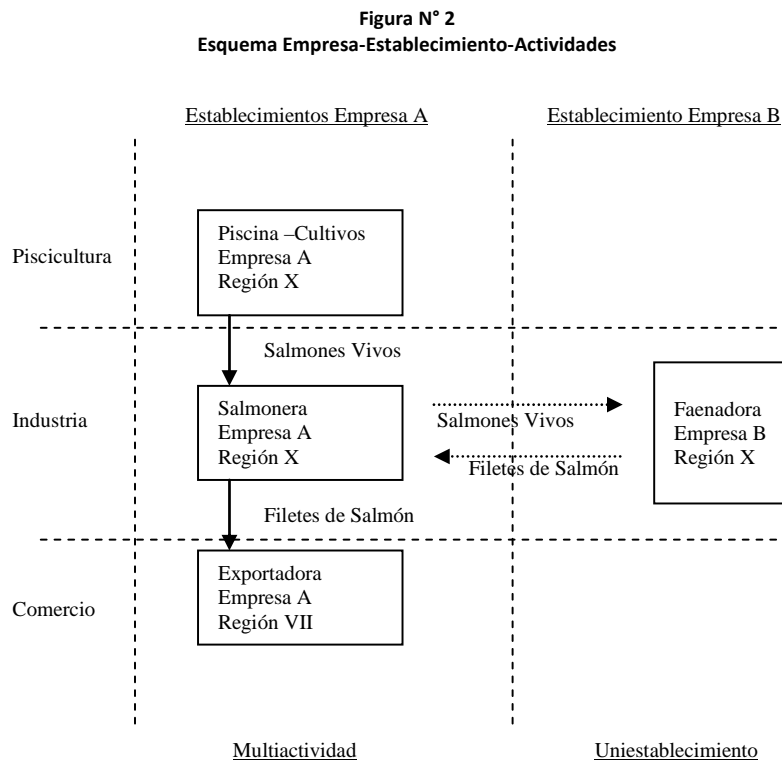 Figura N° 2
Esquema Empresa-Establecimiento-Actividades
Establecimientos Empresa A
Establecimiento Empresa B
Piscicultura
Piscina –Cultivos
Empresa A
Región X
Salmones Vivos
Industria
Salmonera
Empresa A
Región X
Salmones Vivos
Filetes de Salmón
Faenadora
Empresa B
Región X
Filetes de Salmón
Comercio
Exportadora
Empresa A
Región VII
Multiactividad
Uniestablecimiento